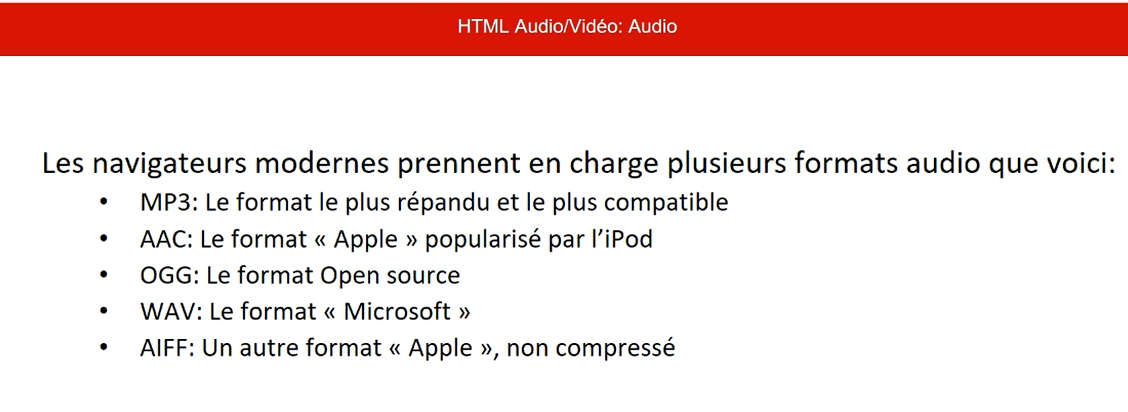 HTML Audio/Vidéo: Audio
Les navigateurs modernes prennent en charge plusieurs formats audio que voici:
• MP3: Le format le plus répandu et le plus compatible
• AAC: Le format « Apple » popularisé par l’iPod
• OGG: Le format Open source
• WAV: Le format « Microsoft »
• AIFF: Un autre format « Apple », non compressé